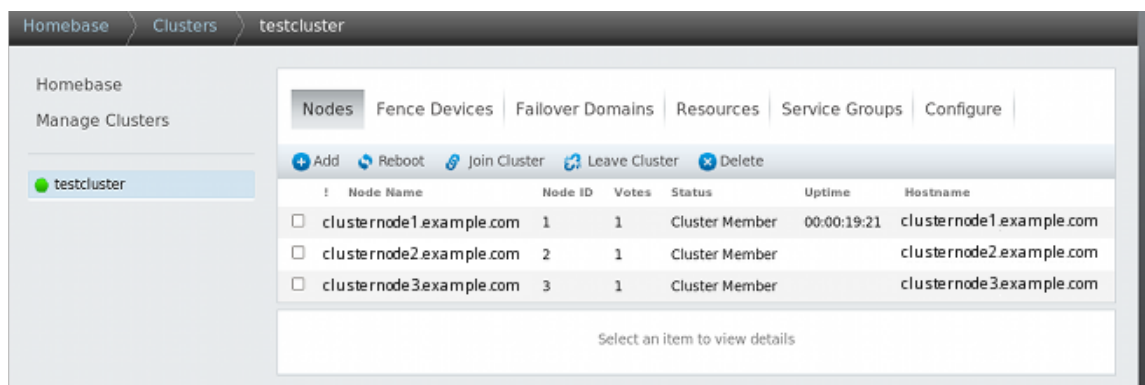 Homebase Clusters testcluster
Homebase
Manage Clusters
testcluster
Nodes Fence Devices Failover Domains Resources Service Groups Configure
Add Reboot Join Cluster Leave Cluster Delete
! Node Name Node ID Votes Status Uptime Hostname
clusternode1.example.com 1 1 Cluster Member 00:00:19:21 clusternode1.example.com
clusternode2.example.com 2 1 Cluster Member clusternode2.example.com
clusternode3.example.com 3 1 Cluster Member clusternode3.example.com
Select an item to view details